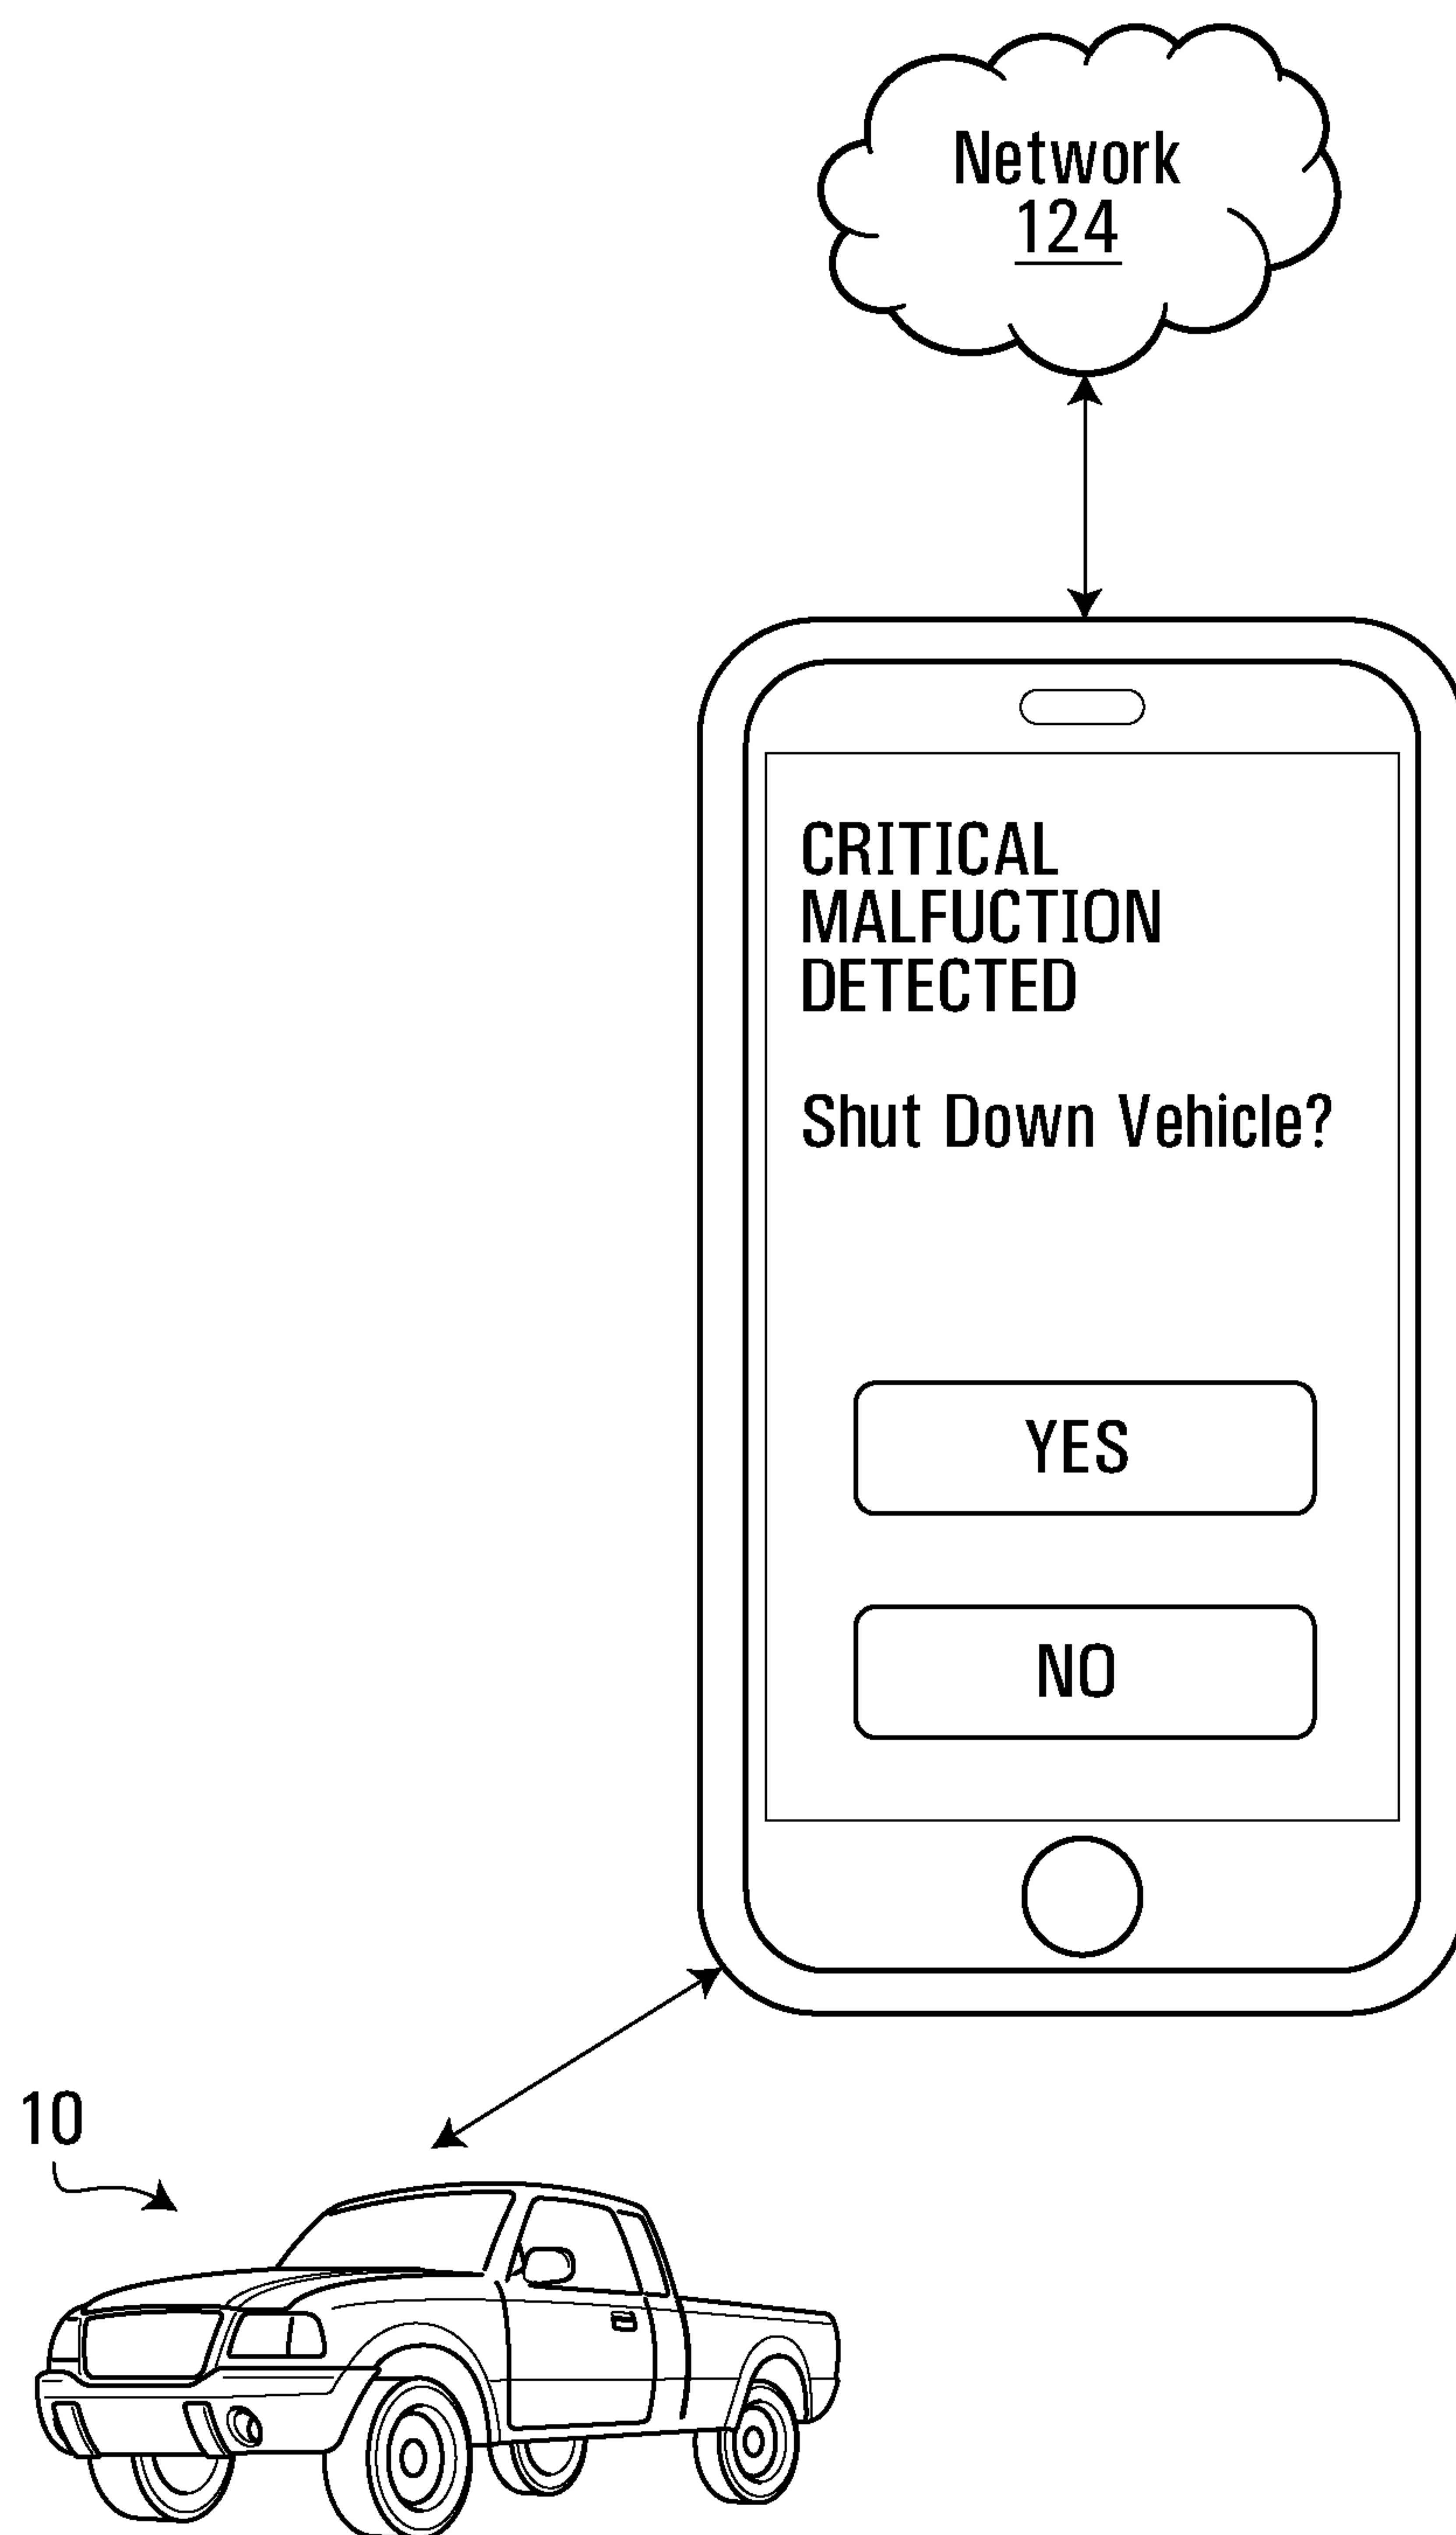 Network
124
CRITICAL
MALFUCTION
DETECTED
Shut Down Vehicle?
YES
NO
10